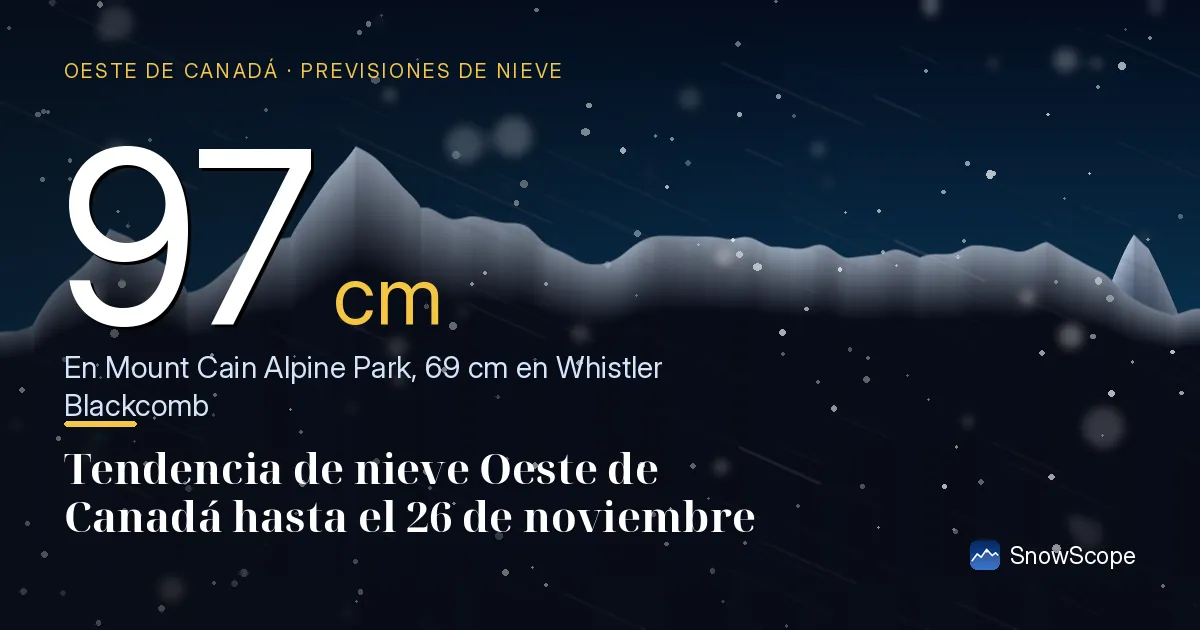 OESTE DE CANADÁ · PREVISIONES DE NIEVE
97 cm
En Mount Cain Alpine Park, 69 cm en Whistler
Blackcomb
Tendencia de nieve Oeste de
Canadá hasta el 26 de noviembre
SnowScope